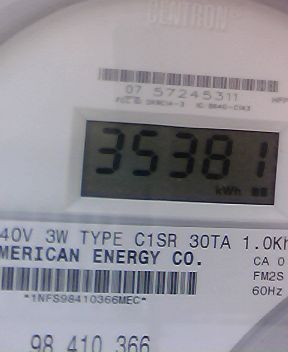 CENTRON®
07 57245311
35381
kWh
40V 3W TYPE C1SR 30TA 1.0Kh
MERICAN ENERGY CO.
CA 0
FM2S
60Hz
*1NFS98410366MEC*
98 410 366